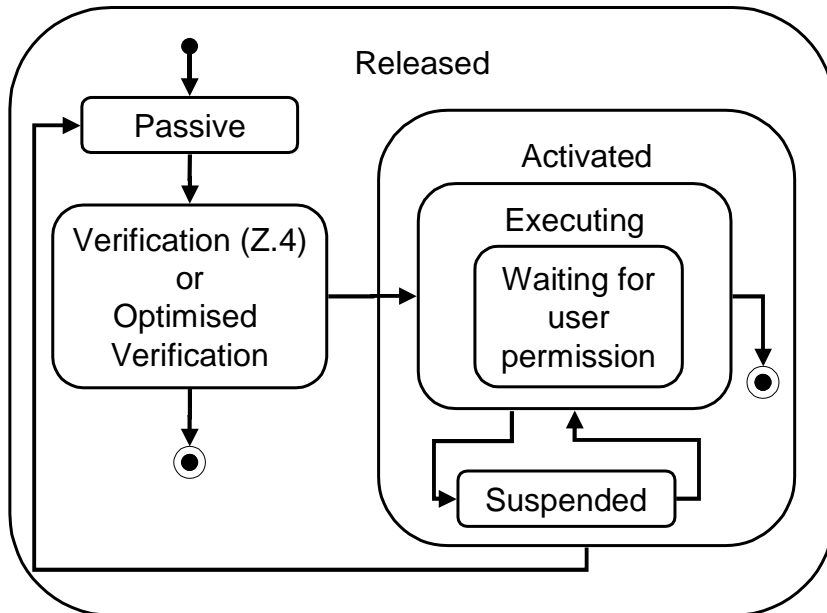 Released
Passive
Verification (Z.4)
or
Optimised
Verification
Activated
Executing
Waiting for
user
permission
Suspended